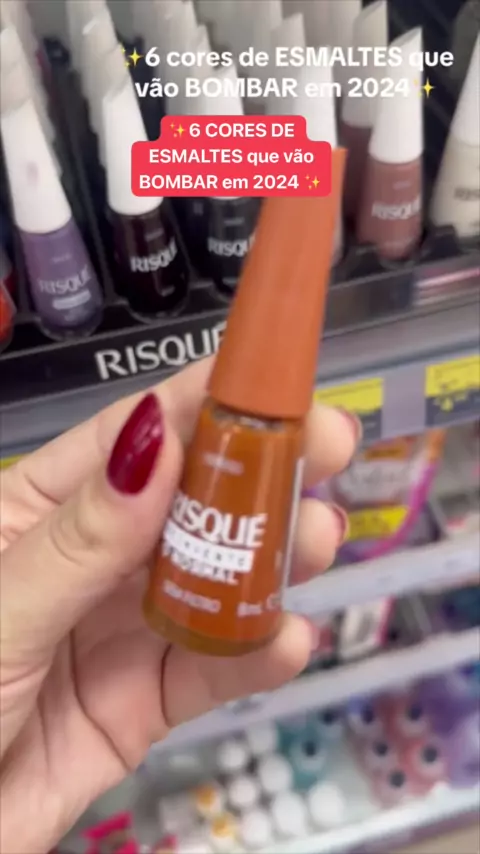 ✨6 cores de ESMALTES que
vão BOMBAR em 2024✨
✨6 CORES DE
ESMALTES que vão
BOMBAR em 2024 ✨
RISQUÉ
RISQUÉ
RISQUÉ
RISQUÉ
RISQUÉ
RISQUÉ
8mL